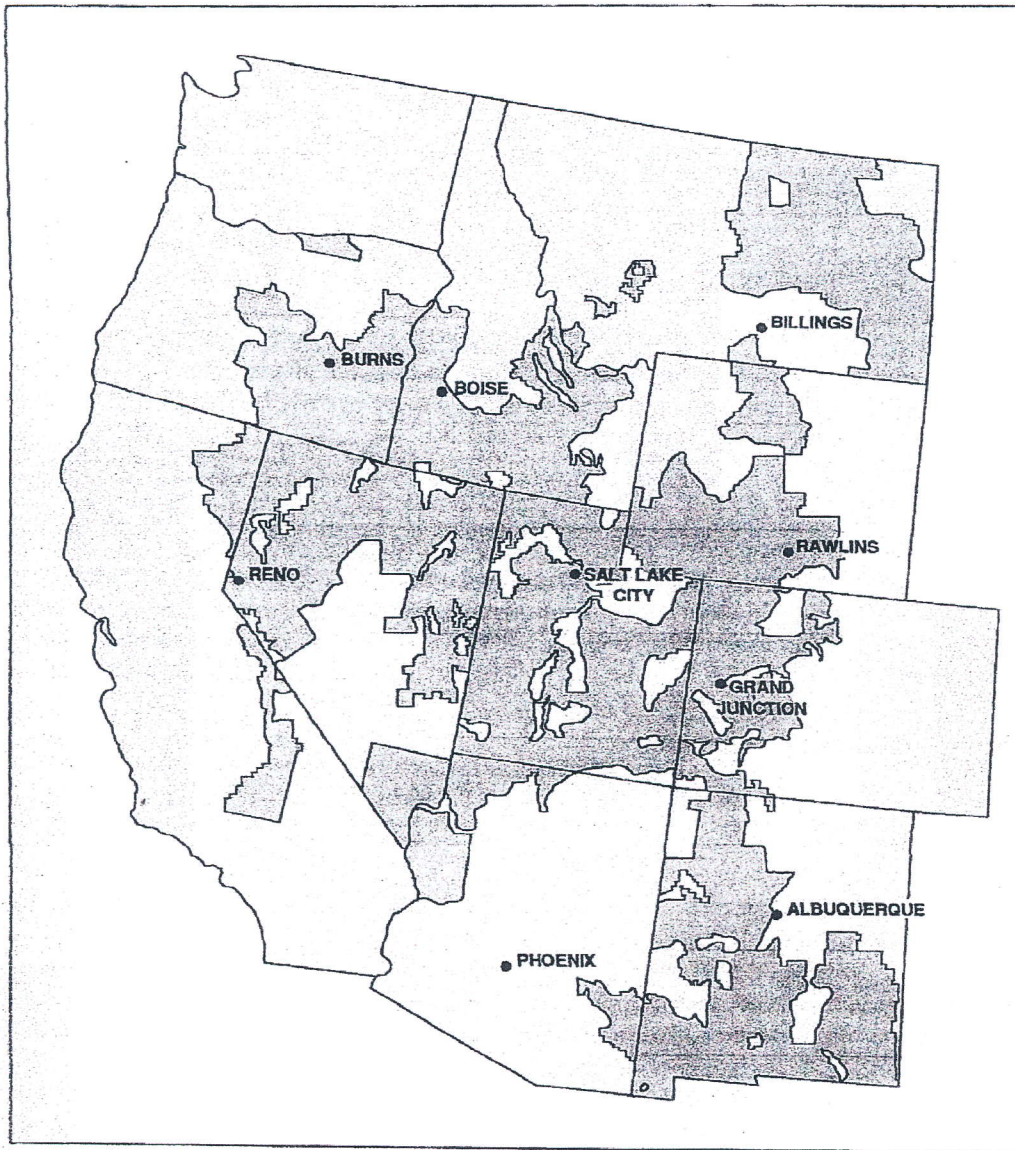 BILLINGS
BURNS
BOISE
RAWLINS
RENO
SALT LAKE
CITY
GRAND
JUNCTION
ALBUQUERQUE
PHOENIX